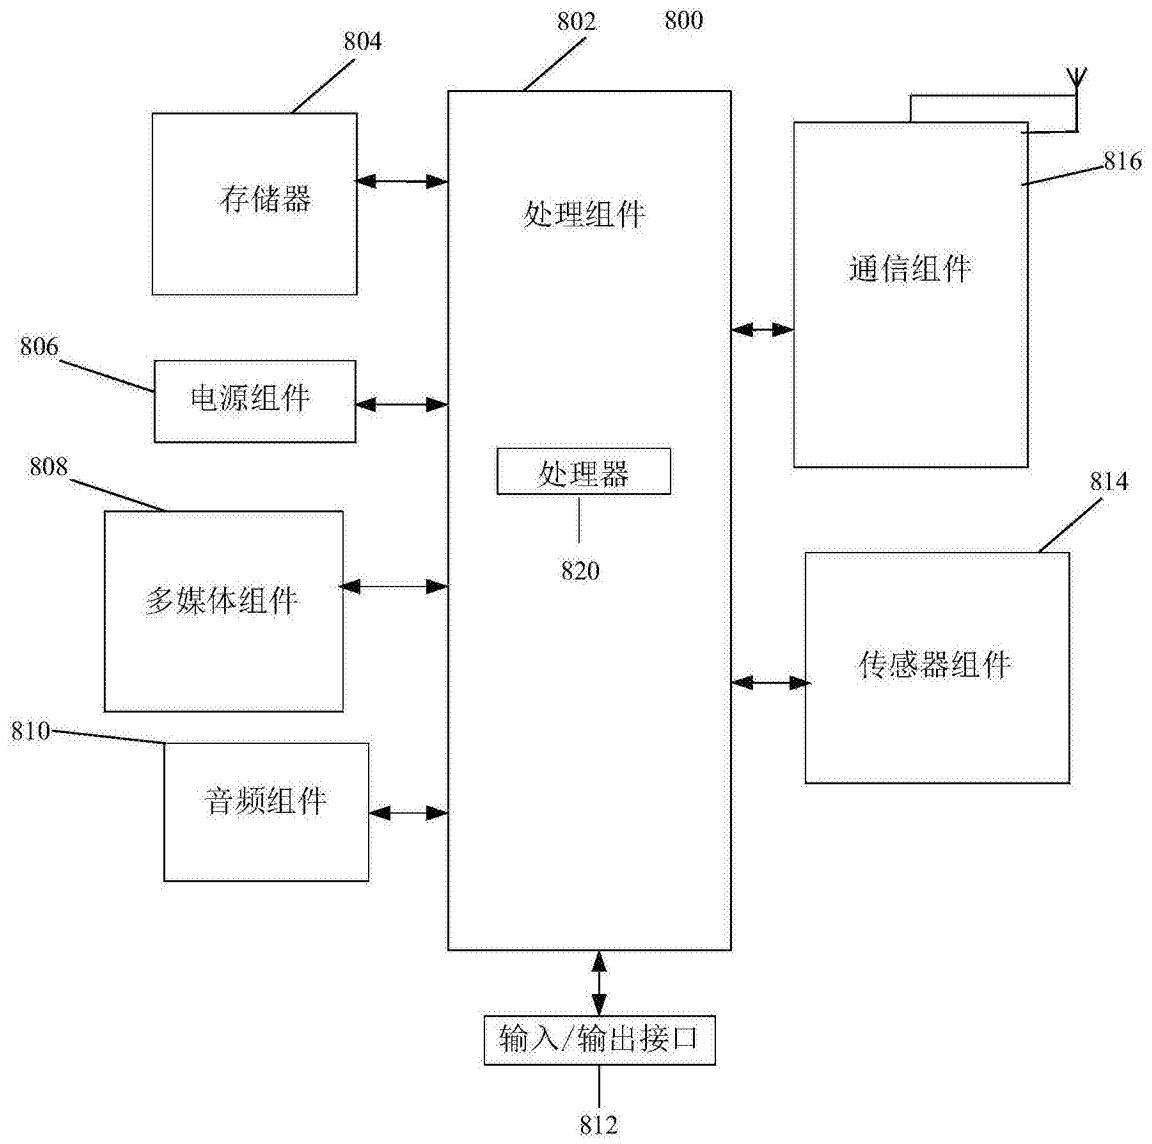 802
800
804
816
存储器
处理组件
通信组件
806
电源组件
808
处理器
814
820
多媒体组件
传感器组件
810
音频组件
输入/输出接口
812